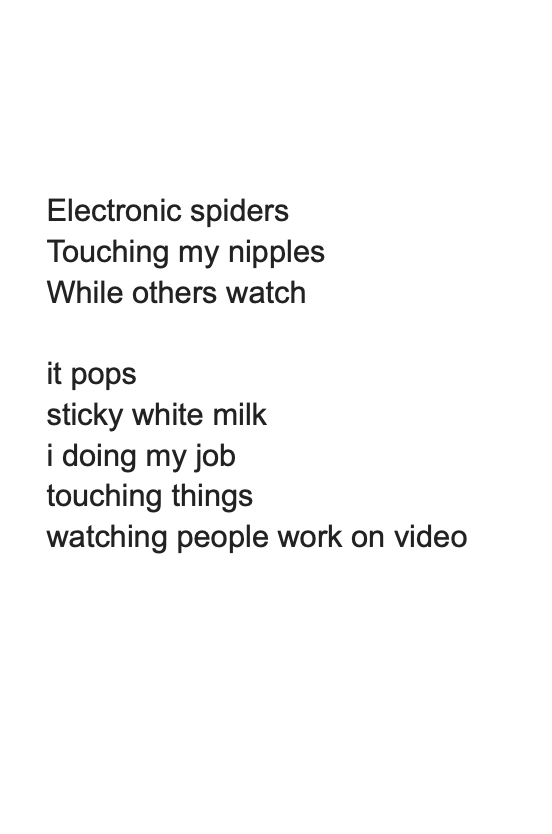 Electronic spiders
Touching my nipples
While others watch
it pops
sticky white milk
i doing my job
touching things
watching people work on video